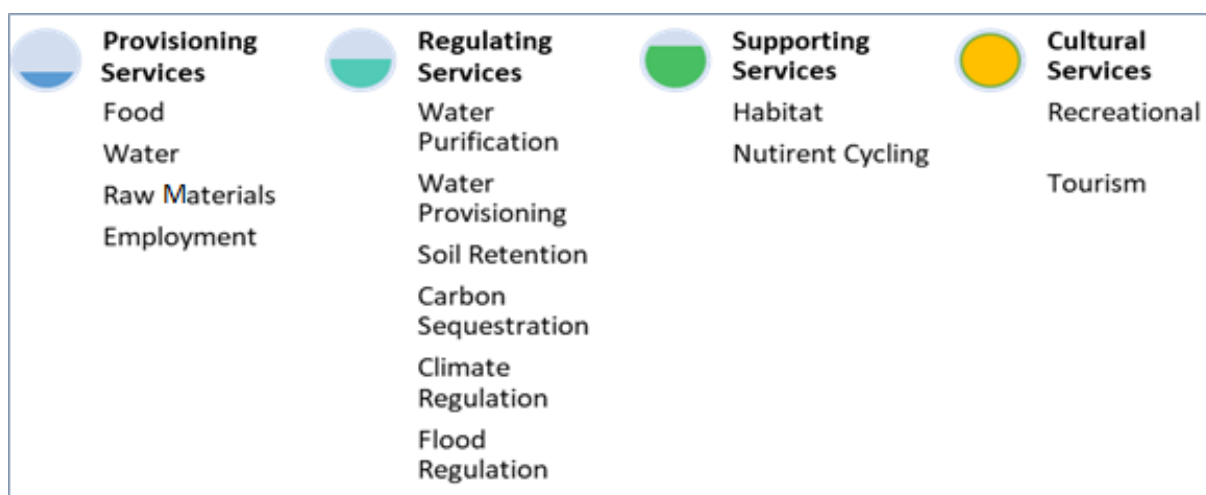 Provisioning
Services
Food
Water
Raw Materials
Employment
Regulating
Services
Water
Purification
Water
Provisioning
Soil Retention
Carbon
Sequestration
Climate
Regulation
Flood
Regulation
Supporting
Services
Habitat
Nutirent Cycling
Cultural
Services
Recreational
Tourism